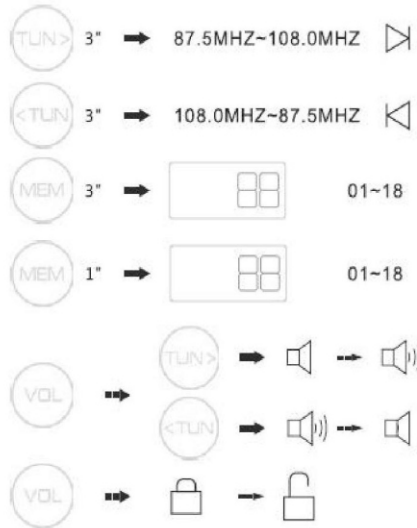 TUN> 3" 87.5MHZ~108.0MHZ
<TUN 3" 108.0MHZ~87.5MHZ
MEM 3" 01~18
MEM 1" 01~18
TUN>
VOL
<TUN
VOL